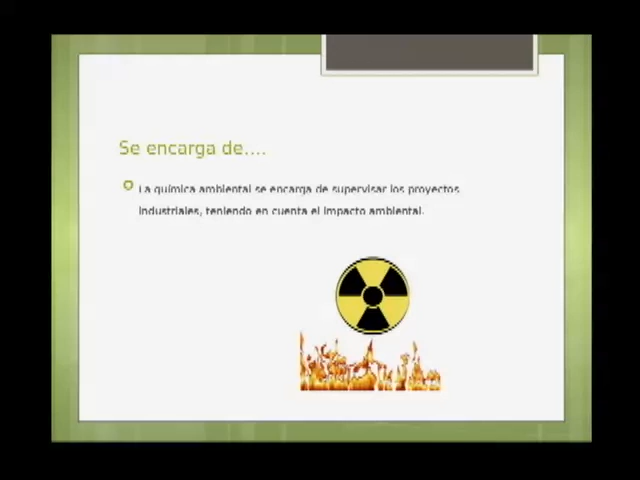 Se encarga de....
La química ambiental se encarga de supervisar los proyectos
industriales, teniendo en cuenta el impacto ambiental.